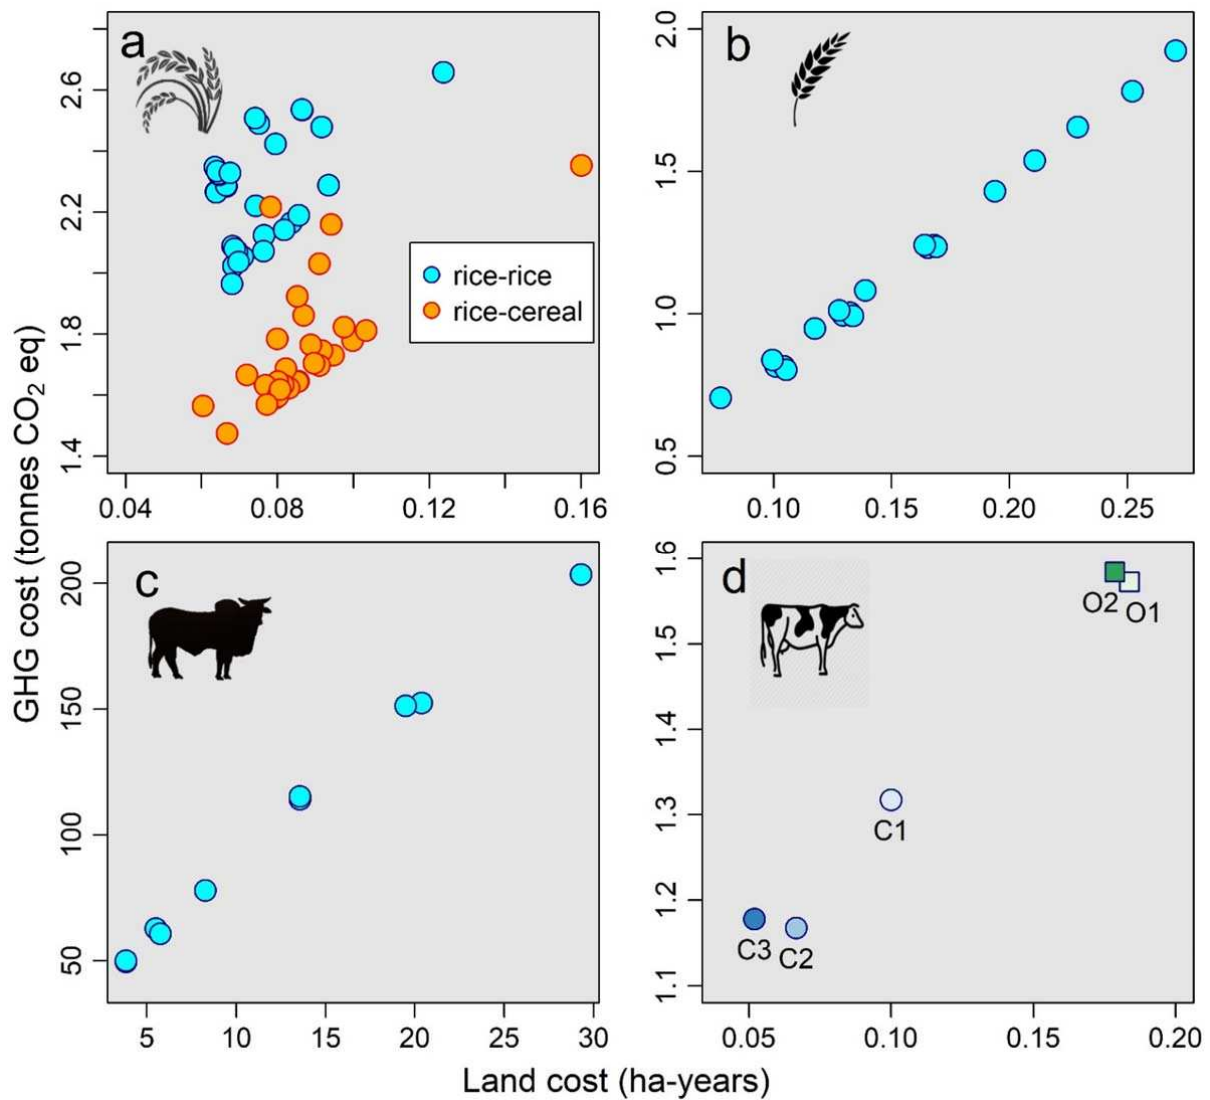 a
2.6
2.2
1.8
1.4
rice-rice
rice-cereal
0.04
0.08
0.12
0.16
b
2.0
1.5
1.0
0.5
0.10
0.15
0.20
0.25
GHG cost (tonnes CO₂ eq)
c
200
150
100
50
5
10
15
20
25
30
d
1.6
1.5
1.4
1.3
1.2
1.1
O2
O1
C1
C3
C2
0.05
0.10
0.15
0.20
Land cost (ha-years)